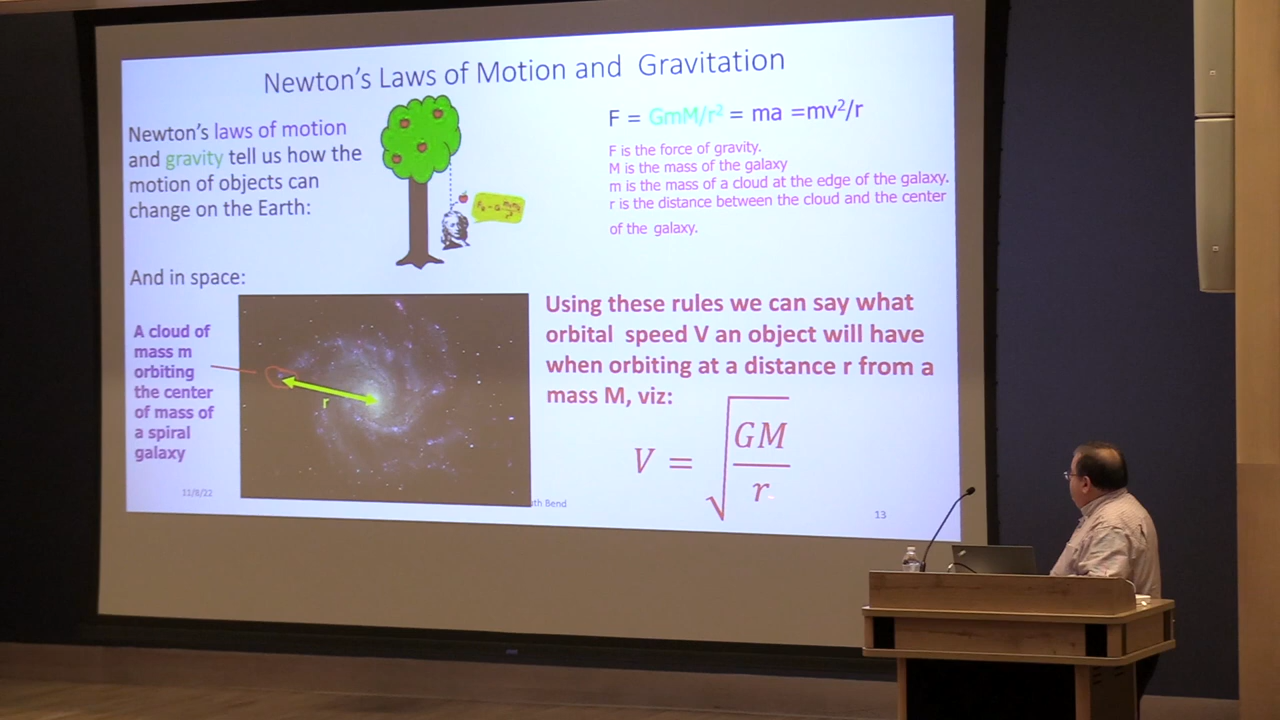 Newton's Laws of Motion and Gravitation
Newton's laws of motion
and gravity tell us how the
motion of objects can
change on the Earth:
F = GmM/r² = ma =mv²/r
F is the force of gravity.
M is the mass of the galaxy
m is the mass of a cloud at the edge of the galaxy.
r is the distance between the cloud and the center
of the galaxy.
And in space:
A cloud of
mass m
orbiting
the center
of mass of
a spiral
galaxy
r
Using these rules we can say what
orbital speed V an object will have
when orbiting at a distance r from a
mass M, viz:
V = √(GM/r)
11/8/22
Bend
13